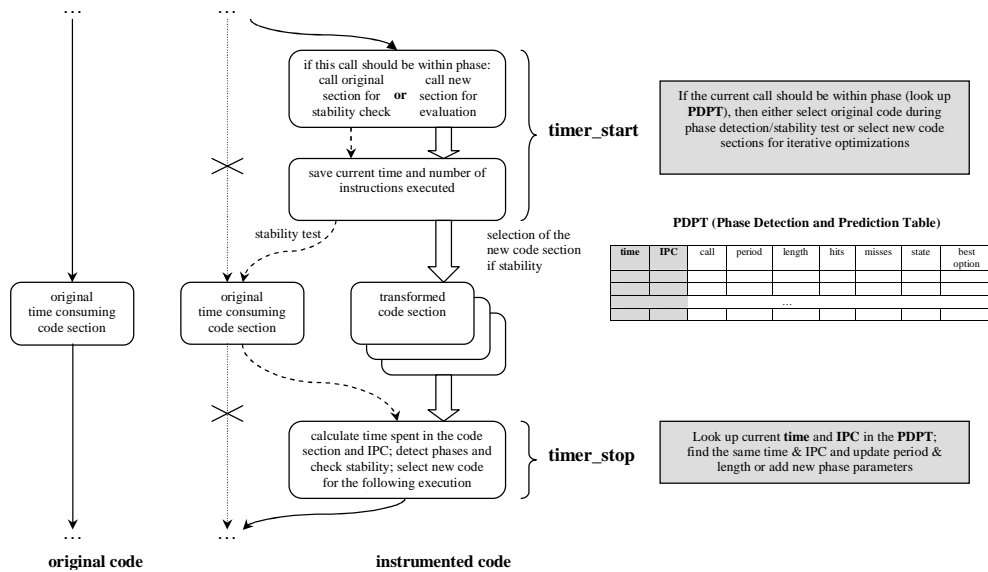 ...
...
...
if this call should be within phase:
call original
section for
stability check
or
call new
section for
evaluation
timer_start
If the current call should be within phase (look up
PDPT), then either select original code during
phase detection/stability test or select new code
sections for iterative optimizations
save current time and number of
instructions executed
stability test
selection of the
new code section
if stability
PDPT (Phase Detection and Prediction Table)
time IPC call period length hits misses state best
option
...
original
time consuming
code section
original
time consuming
code section
transformed
code section
calculate time spent in the code
section and IPC; detect phases and
check stability; select new code
for the following execution
timer_stop
Look up current time and IPC in the PDPT;
find the same time & IPC and update period &
length or add new phase parameters
...
...
original code
instrumented code